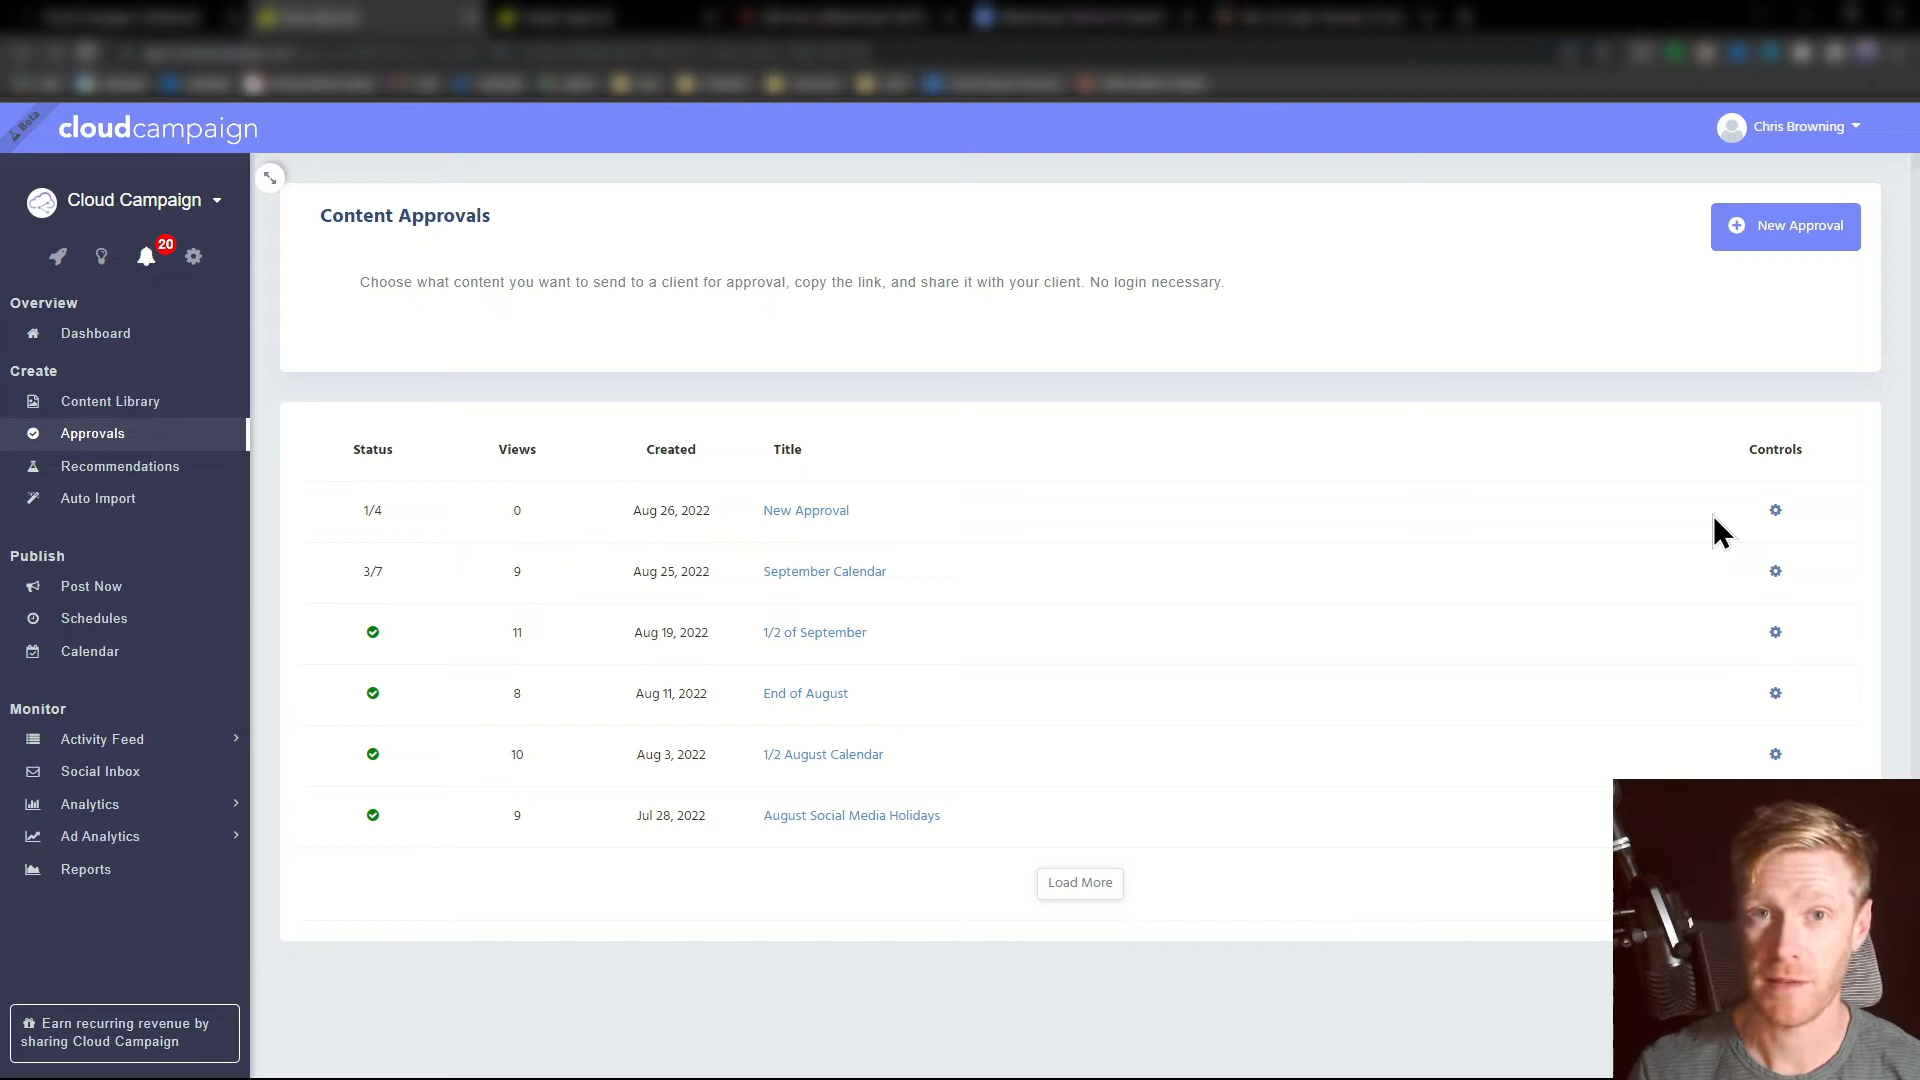 Beta
cloudcampaign
Chris Browning
Cloud Campaign
20
Overview
Dashboard
Create
Content Library
Approvals
Recommendations
Auto Import
Publish
Post Now
Schedules
Calendar
Monitor
Activity Feed
Social Inbox
Analytics
Ad Analytics
Reports
Earn recurring revenue by
sharing Cloud Campaign
Content Approvals
New Approval
Choose what content you want to send to a client for approval, copy the link, and share it with your client. No login necessary.
Status Views Created Title Controls
1/4 0 Aug 26, 2022 New Approval
3/7 9 Aug 25, 2022 September Calendar
11 Aug 19, 2022 1/2 of September
8 Aug 11, 2022 End of August
10 Aug 3, 2022 1/2 August Calendar
9 Jul 28, 2022 August Social Media Holidays
Load More